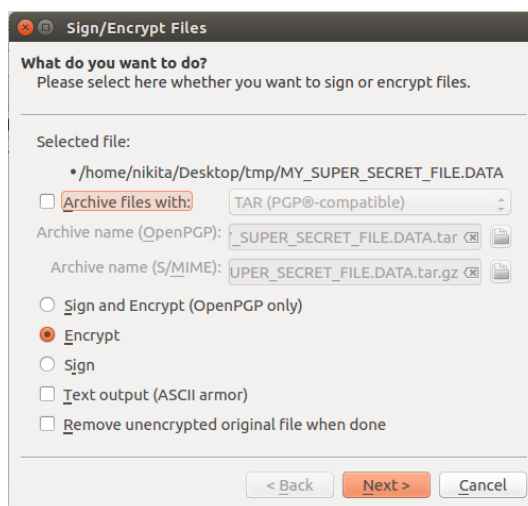 Sign/Encrypt Files
What do you want to do?
Please select here whether you want to sign or encrypt files.
Selected file:
•/home/nikita/Desktop/tmp/MY_SUPER_SECRET_FILE.DATA
Archive files with: TAR (PGP®-compatible)
Archive name (OpenPGP): _SUPER_SECRET_FILE.DATA.tar
Archive name (S/MIME): UPER_SECRET_FILE.DATA.tar.gz
Sign and Encrypt (OpenPGP only)
Encrypt
Sign
Text output (ASCII armor)
Remove unencrypted original file when done
< Back Next > Cancel